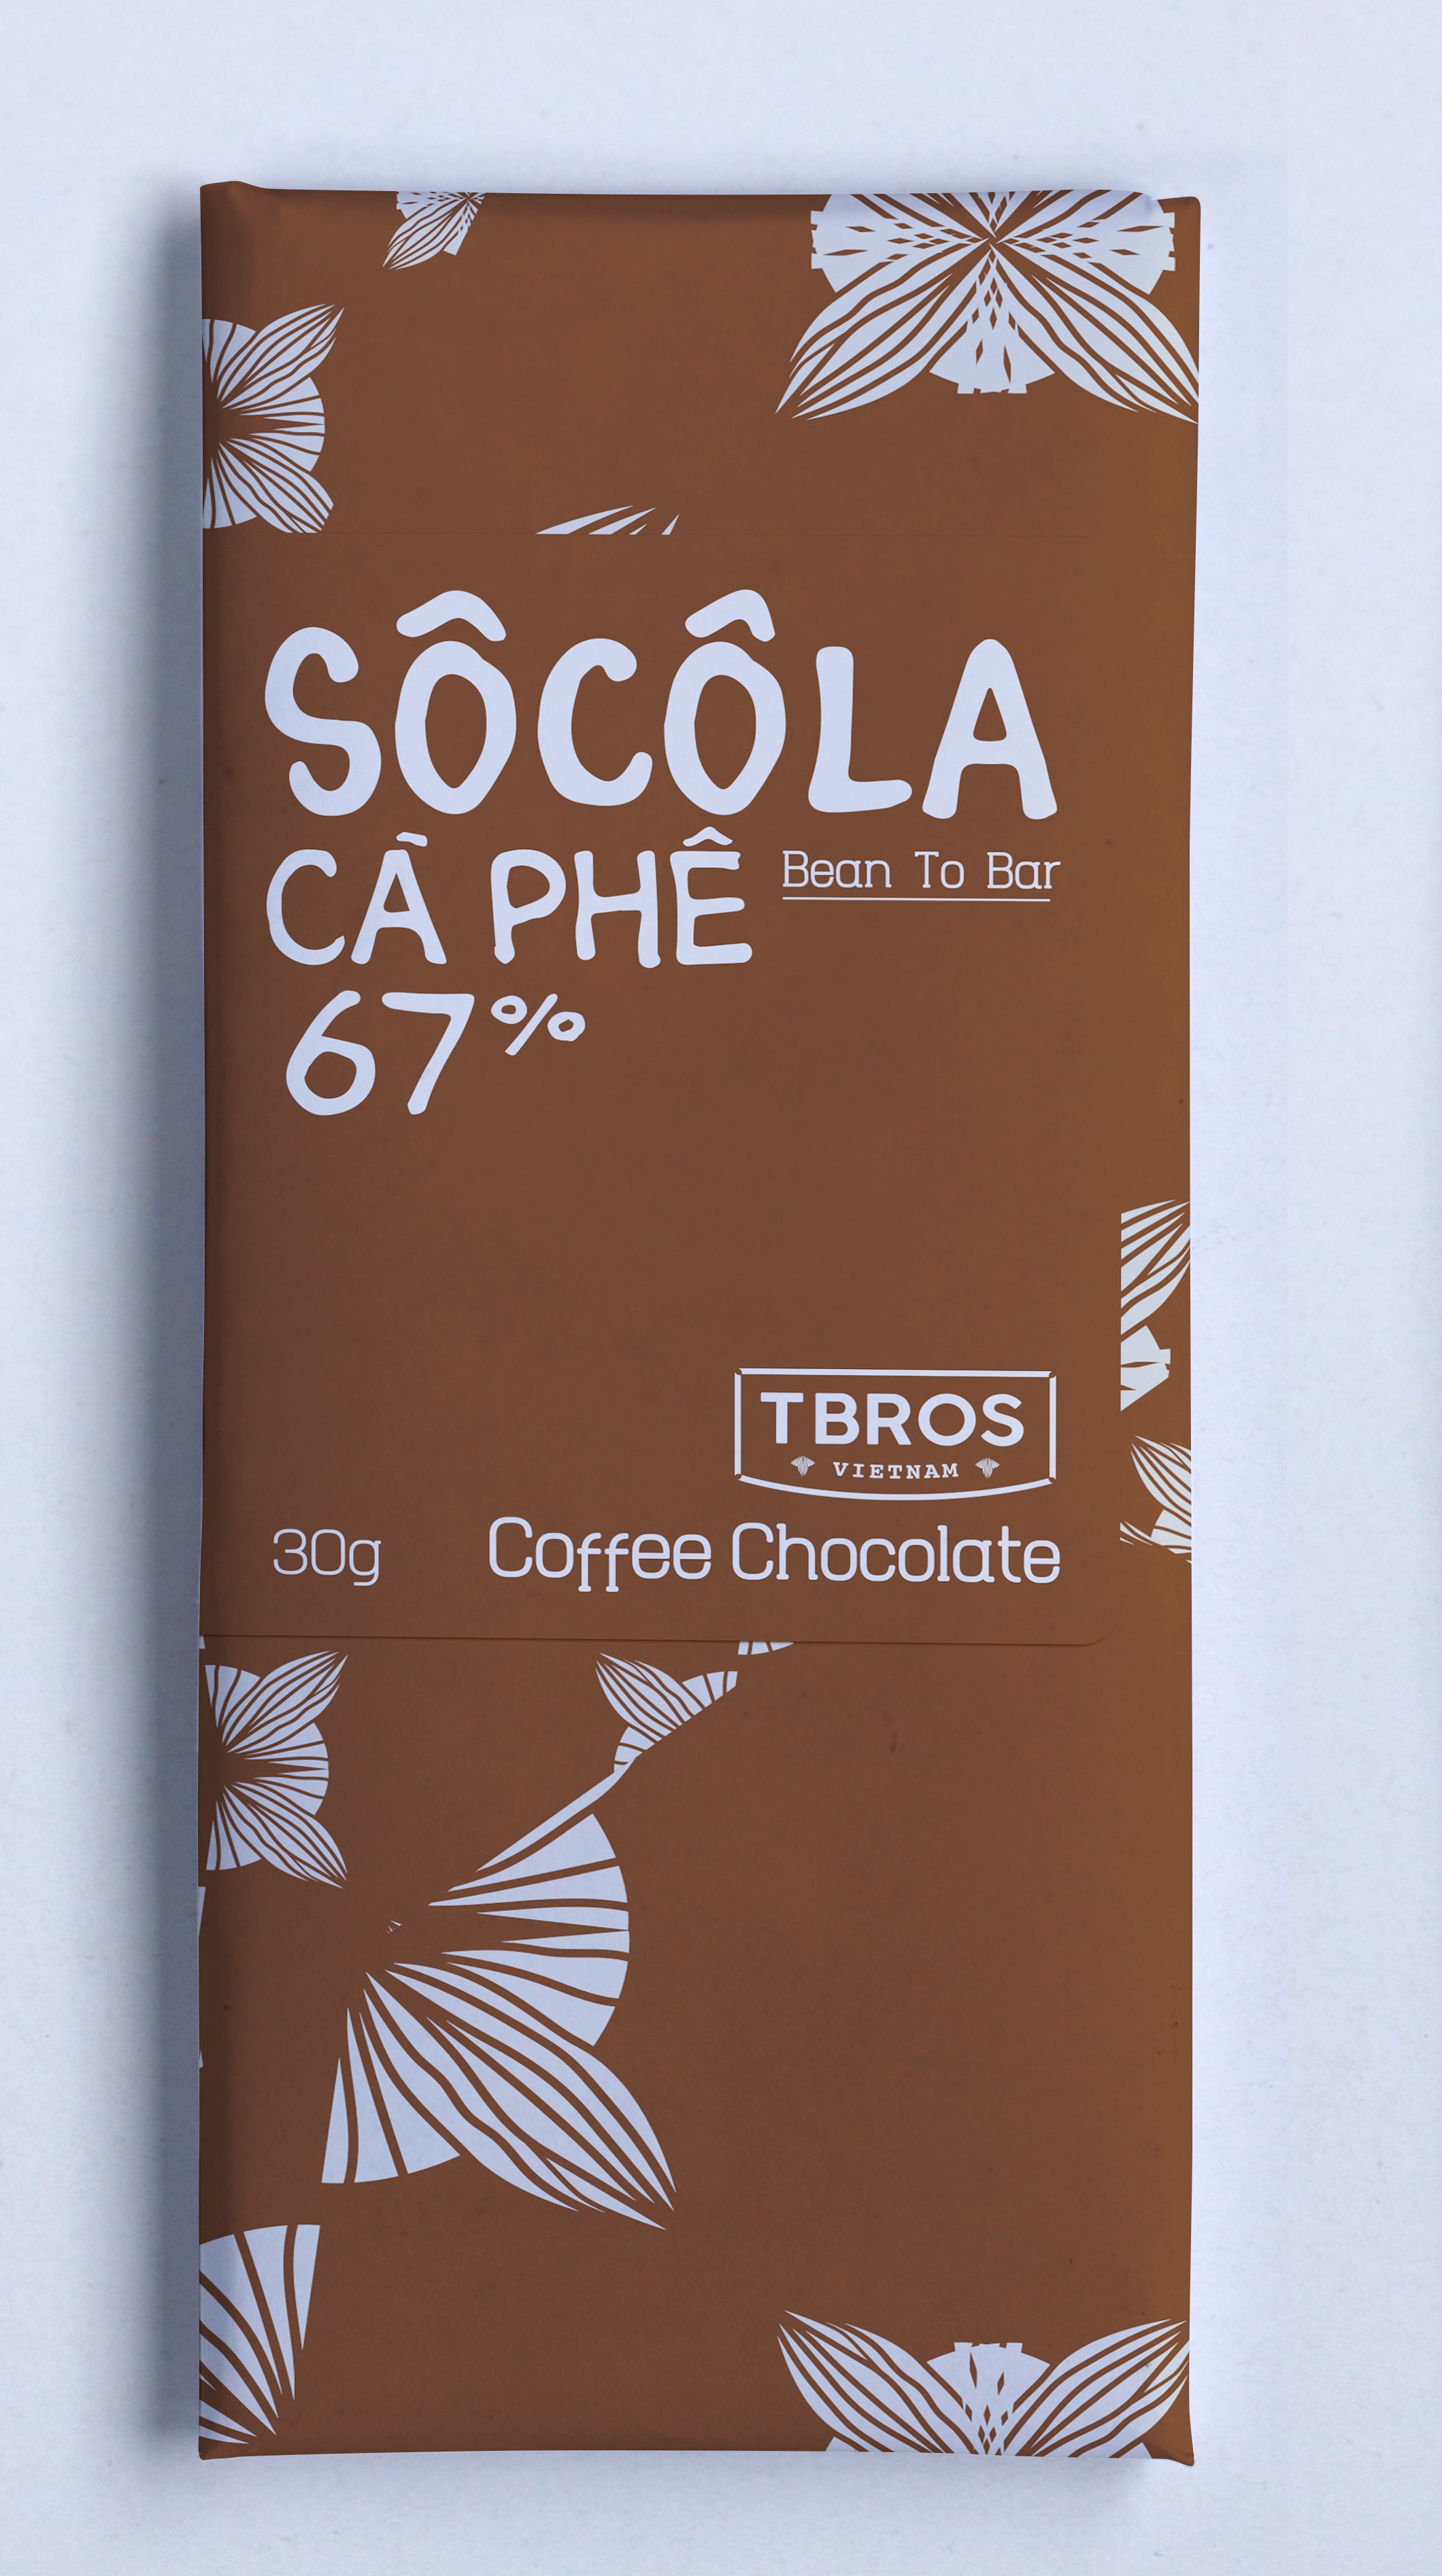 SÔCÔLA
CÀ PHÊ
Bean To Bar
67%
TBROS
VIETNAM
30g
Coffee Chocolate